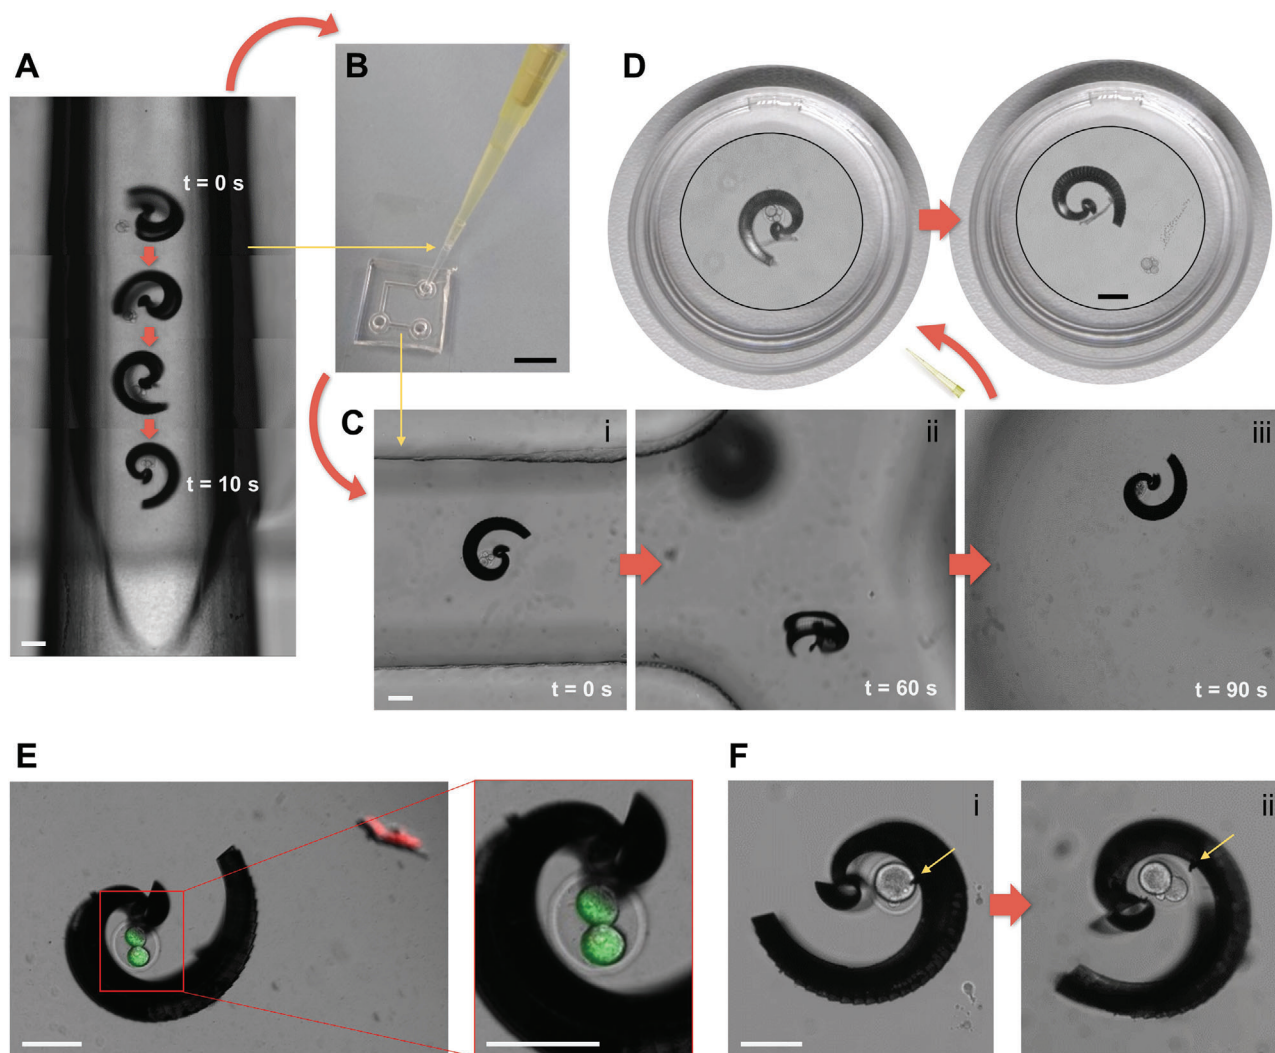 A
t = 0 s
t = 10 s
B
D
C
i
t = 0 s
ii
t = 60 s
iii
t = 90 s
E
F
i
ii